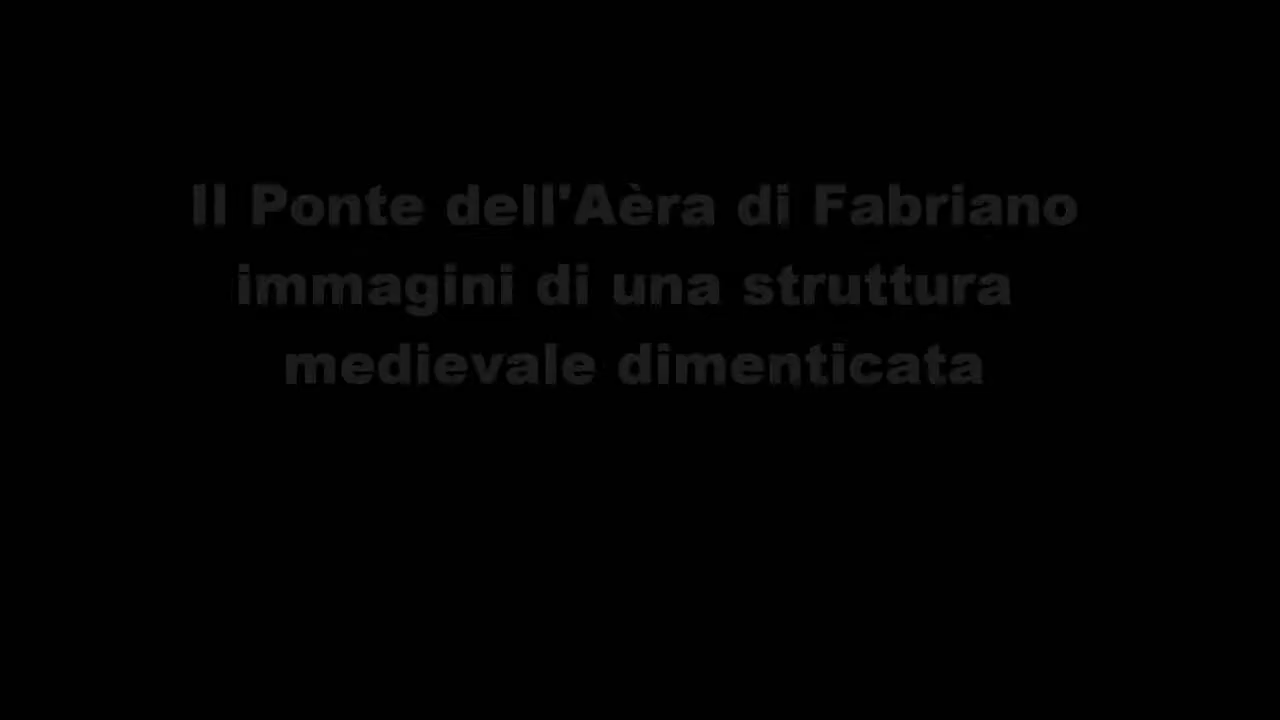 Il Ponte dell'Aèra di Fabriano
immagini di una struttura
medievale dimenticata